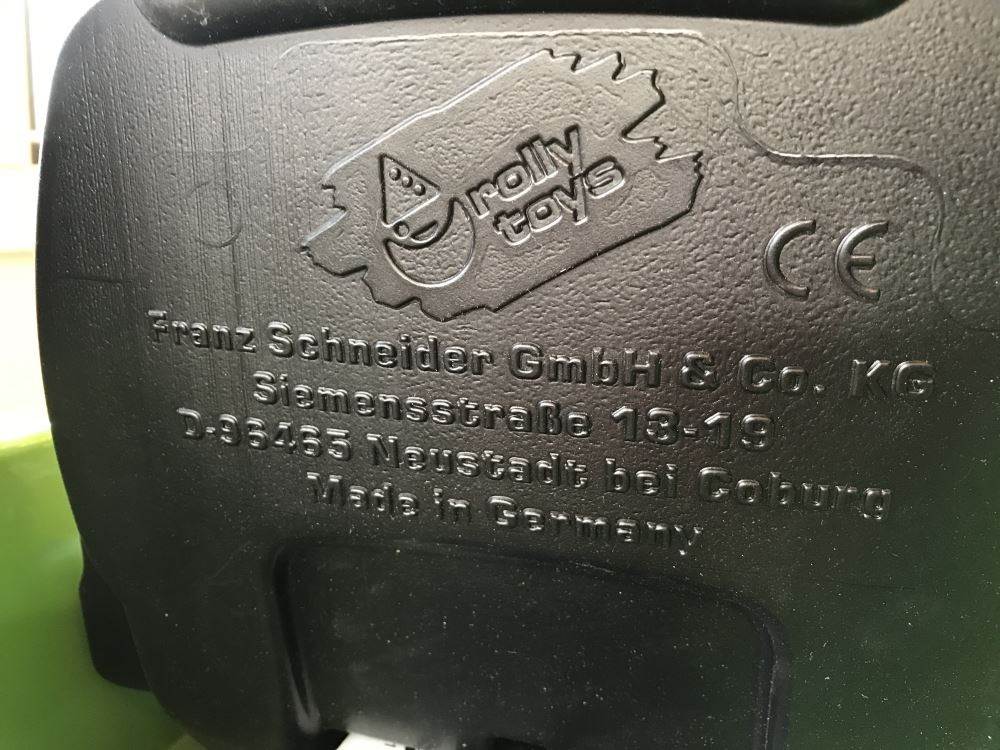 rolly
toys
CE
Franz Schneider GmbH & Co. KG
Siemensstraße 13-19
D-96465 Neustadt bei Coburg
Made in Germany